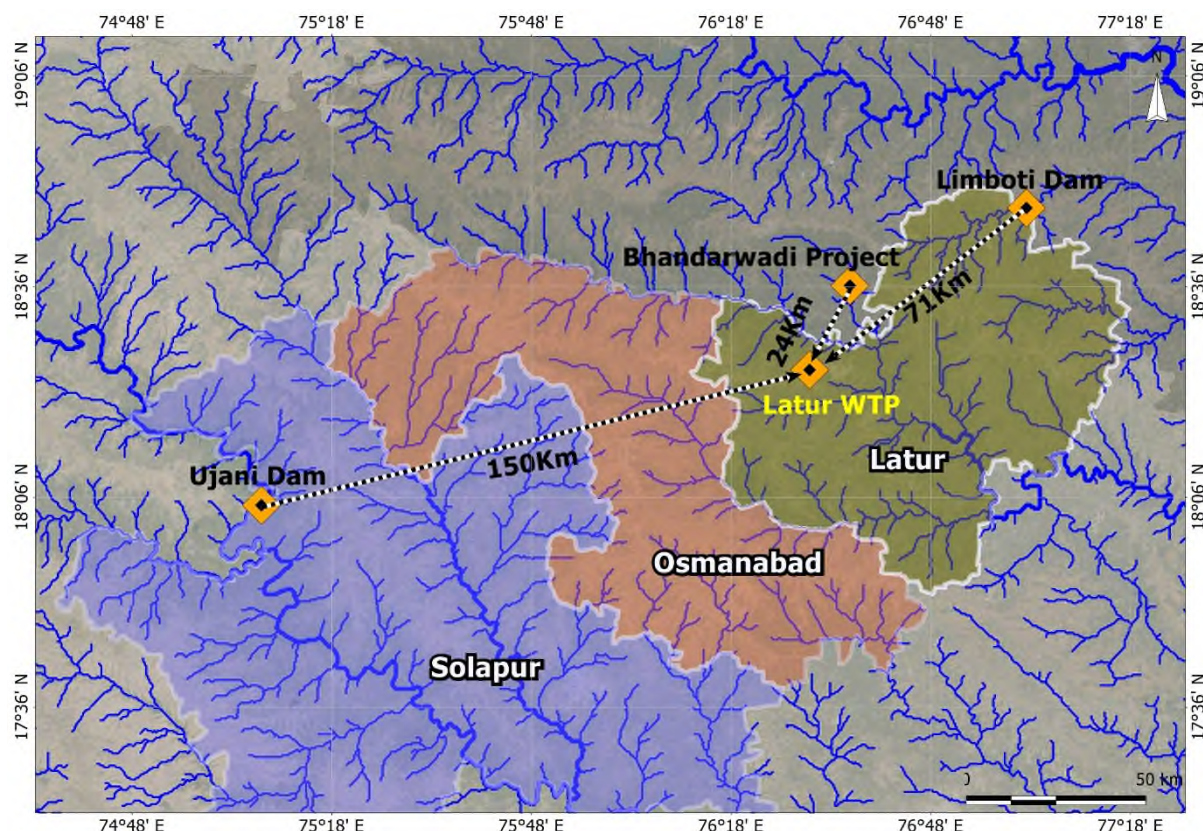 74°48' E 75°18' E 75°48' E 76°18' E 76°48' E 77°18' E
19°06' N 19°06' N
N
Limboti Dam
Bhandarwadi Project
18°36' N 18°36' N
71Km
24Km
Latur WTP
150Km
Latur
Ujani Dam
18°06' N 18°06' N
Osmanabad
Solapur
17°36' N 17°36' N
50 km
74°48' E 75°18' E 75°48' E 76°18' E 76°48' E 77°18' E